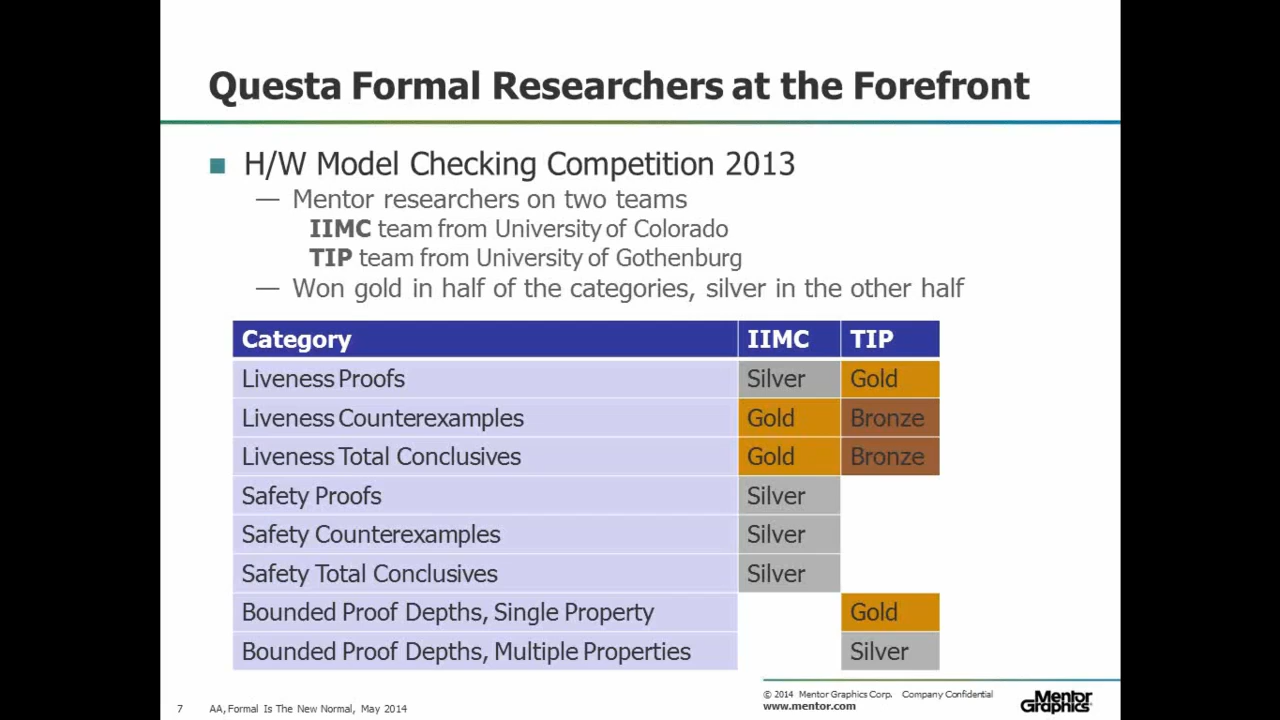 Questa Formal Researchers at the Forefront
H/W Model Checking Competition 2013
— Mentor researchers on two teams
IIMC team from University of Colorado
TIP team from University of Gothenburg
— Won gold in half of the categories, silver in the other half
Category IIMC TIP
Liveness Proofs Silver Gold
Liveness Counterexamples Gold Bronze
Liveness Total Conclusives Gold Bronze
Safety Proofs Silver
Safety Counterexamples Silver
Safety Total Conclusives Silver
Bounded Proof Depths, Single Property Gold
Bounded Proof Depths, Multiple Properties Silver
© 2014 Mentor Graphics Corp. Company Confidential
www.mentor.com
Mentor
Graphics
7 AA, Formal Is The New Normal, May 2014